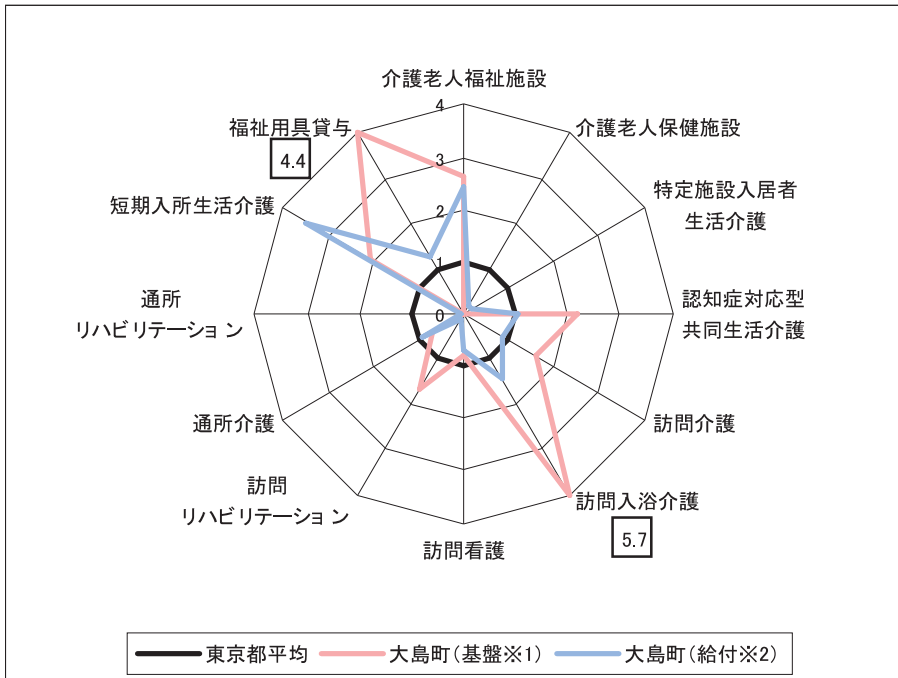 介護老人福祉施設
4
福祉用具貸与
介護老人保健施設
4.4
3
短期入所生活介護
特定施設入居者
生活介護
2
1
通所
リハビリテーション
0
認知症対応型
共同生活介護
通所介護
訪問介護
訪問
リハビリテーション
訪問入浴介護
訪問看護
5.7
東京都平均
大島町(基盤※1)
大島町(給付※2)